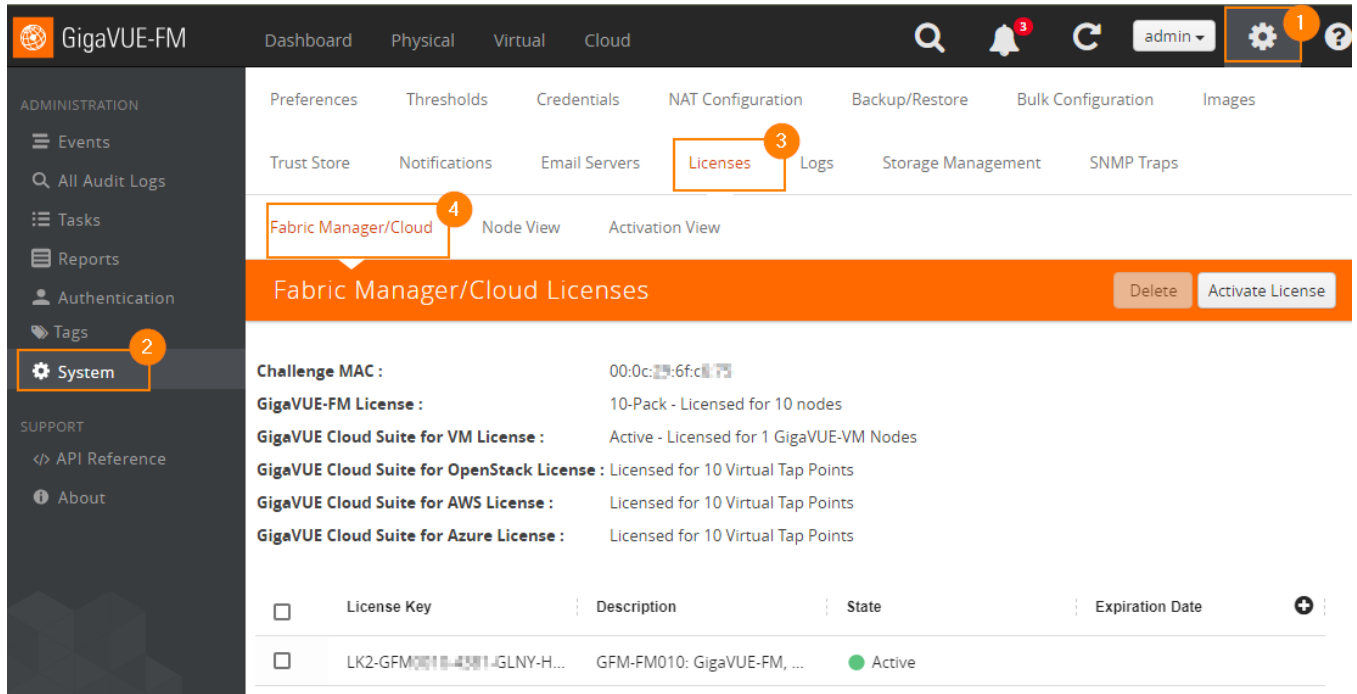 GigaVUE-FM Dashboard Physical Virtual Cloud 3 admin 1
ADMINISTRATION
Events
All Audit Logs
Tasks
Reports
Authentication
Tags
2
System
SUPPORT
API Reference
About
Preferences Thresholds Credentials NAT Configuration Backup/Restore Bulk Configuration Images
3
Trust Store Notifications Email Servers Licenses Logs Storage Management SNMP Traps
4
Fabric Manager/Cloud Node View Activation View
Fabric Manager/Cloud Licenses Delete Activate License
Challenge MAC : 00:0c: :6f:c
GigaVUE-FM License : 10-Pack - Licensed for 10 nodes
GigaVUE Cloud Suite for VM License : Active - Licensed for 1 GigaVUE-VM Nodes
GigaVUE Cloud Suite for OpenStack License : Licensed for 10 Virtual Tap Points
GigaVUE Cloud Suite for AWS License : Licensed for 10 Virtual Tap Points
GigaVUE Cloud Suite for Azure License : Licensed for 10 Virtual Tap Points
License Key Description State Expiration Date
LK2-GFM GLNY-H... GFM-FM010: GigaVUE-FM, ... Active